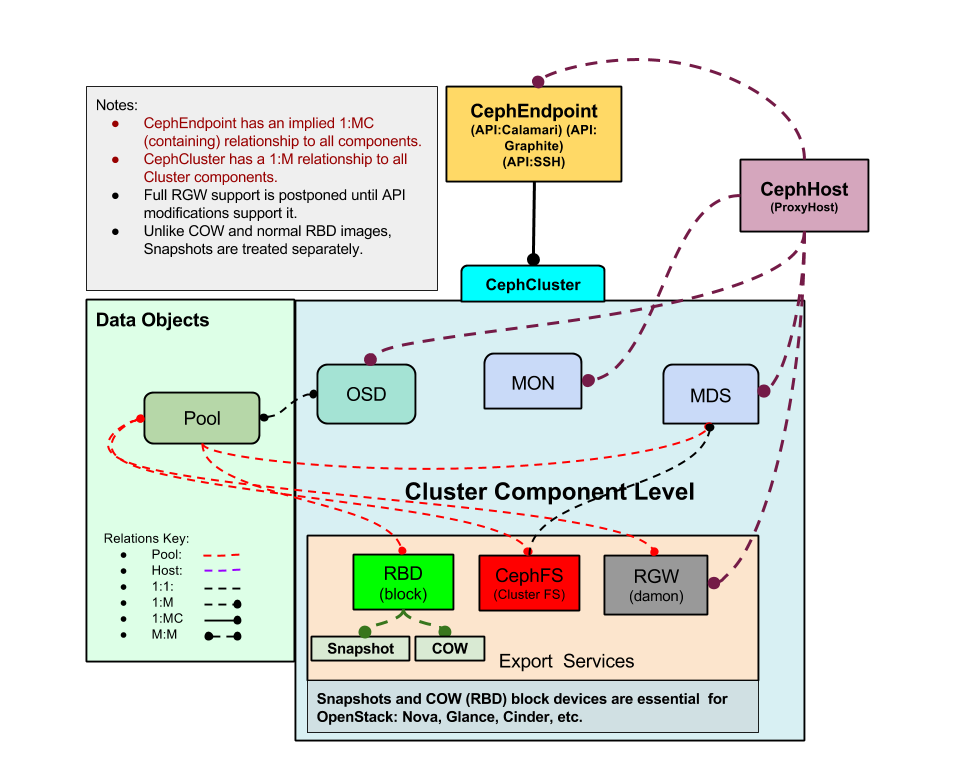 Notes:
● CephEndpoint has an implied 1:MC
(containing) relationship to all components.
● CephCluster has a 1:M relationship to all
Cluster components.
● Full RGW support is postponed until API
modifications support it.
● Unlike COW and normal RBD images,
Snapshots are treated separately.
CephEndpoint
(API:Calamari) (API:
Graphite)
(API:SSH)
CephHost
(ProxyHost)
CephCluster
Data Objects
OSD
MON
MDS
Pool
Cluster Component Level
Relations Key:
● Pool:
● Host:
● 1:1:
● 1:M
● 1:MC
● M:M
RBD
(block)
CephFS
(Cluster FS)
RGW
(damon)
Snapshot
COW
Export Services
Snapshots and COW (RBD) block devices are essential for
OpenStack: Nova, Glance, Cinder, etc.